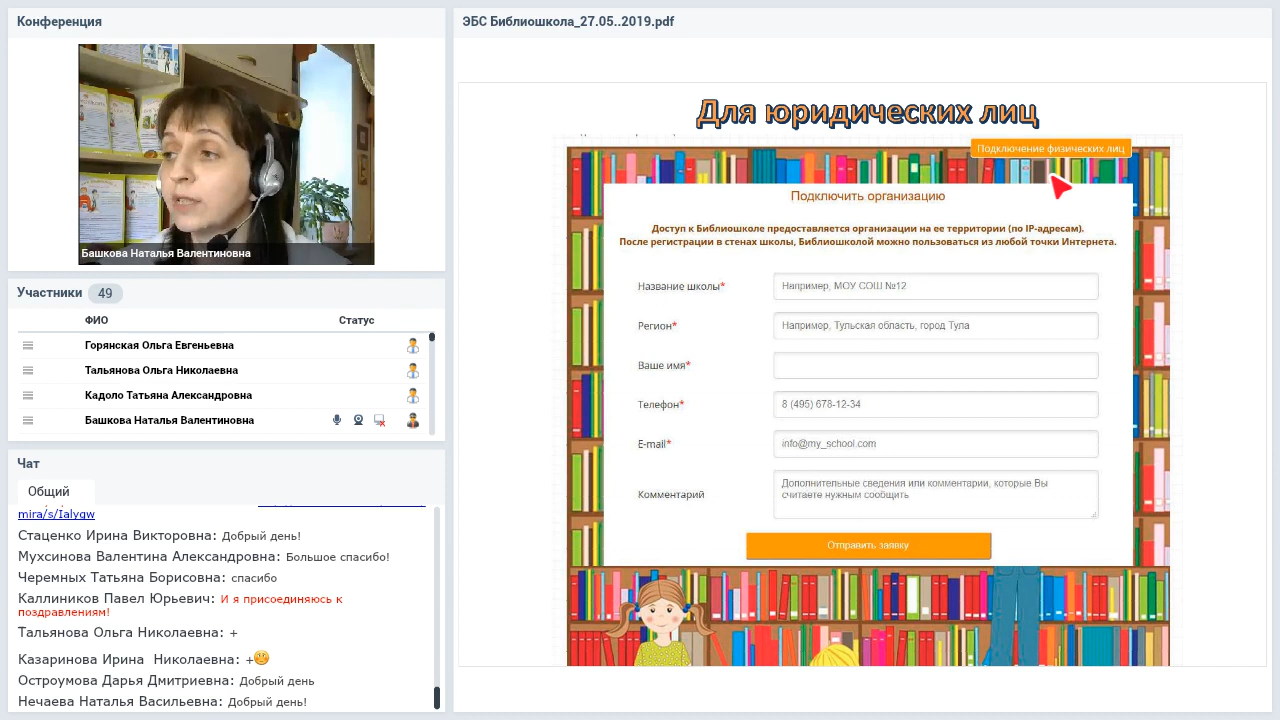 Конференция
Башкова Наталья Валентиновна
Участники 49
ФИО Статус
Горянская Ольга Евгеньевна
Тальянова Ольга Николаевна
Кадоло Татьяна Александровна
Башкова Наталья Валентиновна
Чат
Общий
mira/s/Ialyqw
Стаценко Ирина Викторовна: Добрый день!
Мухсинова Валентина Александровна: Большое спасибо!
Черемных Татьяна Борисовна: спасибо
Каллиников Павел Юрьевич: И я присоединяюсь к
поздравлениям!
Тальянова Ольга Николаевна: +
Казаринова Ирина Николаевна: +
Остроумова Дарья Дмитриевна: Добрый день
Нечаева Наталья Васильевна: Добрый день!
ЭБС Библиошкола_27.05..2019.pdf
Для юридических лиц
Подключение физических лиц
Подключить организацию
Доступ к Библиошколе предоставляется организации на ее территории (по IP-адресам).
После регистрации в стенах школы, Библиошколой можно пользоваться из любой точки Интернета.
Название школы* Например, МОУ СОШ №12
Регион* Например, Тульская область, город Тула
Ваше имя*
Телефон* 8 (495) 678-12-34
E-mail* info@my_school.com
Комментарий Дополнительные сведения или комментарии, которые Вы
считаете нужным сообщить
Отправить заявку